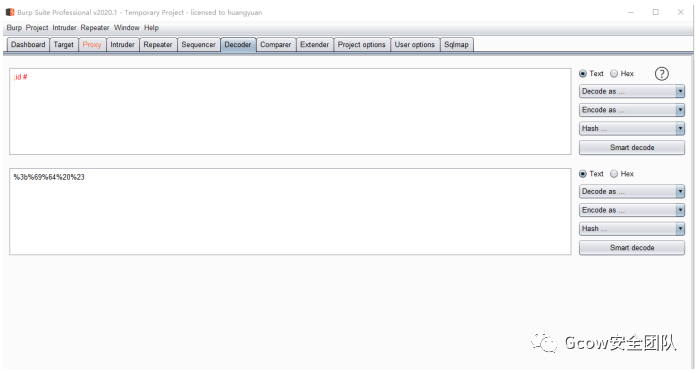 Burp Suite Professional v2020.1 - Temporary Project - licensed to huangyuan
Burp Project Intruder Repeater Window Help
Dashboard Target Proxy Intruder Repeater Sequencer Decoder Comparer Extender Project options User options Sqlmap
;id #
Text Hex ?
Decode as ...
Encode as ...
Hash ...
Smart decode
%3b%69%64%20%23
Text Hex
Decode as ...
Encode as ...
Hash ...
Smart decode
Gcow安全团队